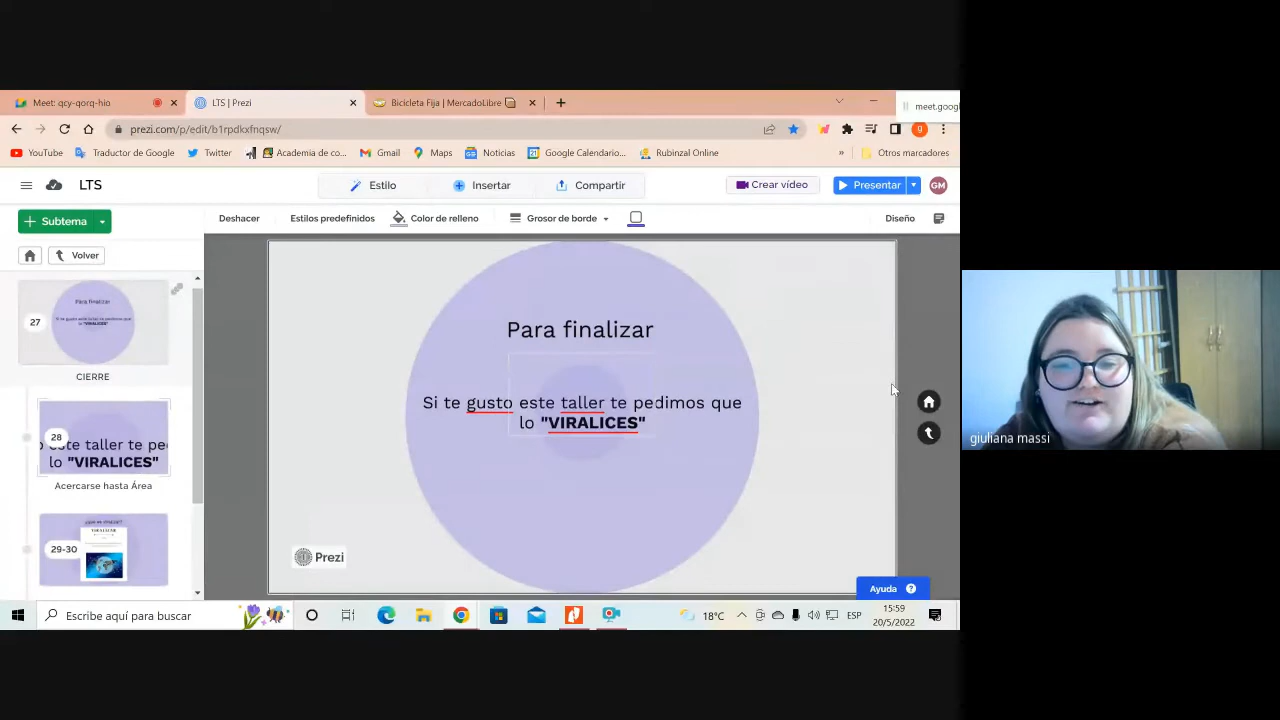 Meet: qcy-qorq-hio
LTS | Prezi
Bicicleta Fija | MercadoLibre
meet.goog
prezi.com/p/edit/b1rpdkxfnqsw/
9
YouTube
Traductor de Google
Twitter
Academia de co...
Gmail
Maps
Noticias
Google Calendario...
Rubinzal Online
»
Otros marcadores
LTS
Estilo
Insertar
Compartir
Crear vídeo
Presentar
GM
Subtema
Deshacer
Estilos predefinidos
Color de relleno
Grosor de borde
Diseño
Volver
27
Para finalizar
Si te gusto este taller te pedimos que
lo "VIRALICES"
CIERRE
28
este taller te pe
lo "VIRALICES"
Acercarse hasta Área
29-30
Para finalizar
Si te gusto este taller te pedimos que
lo "VIRALICES"
Prezi
Ayuda ?
giuliana massi
Escribe aquí para buscar
18°C
ESP
15:59
20/5/2022